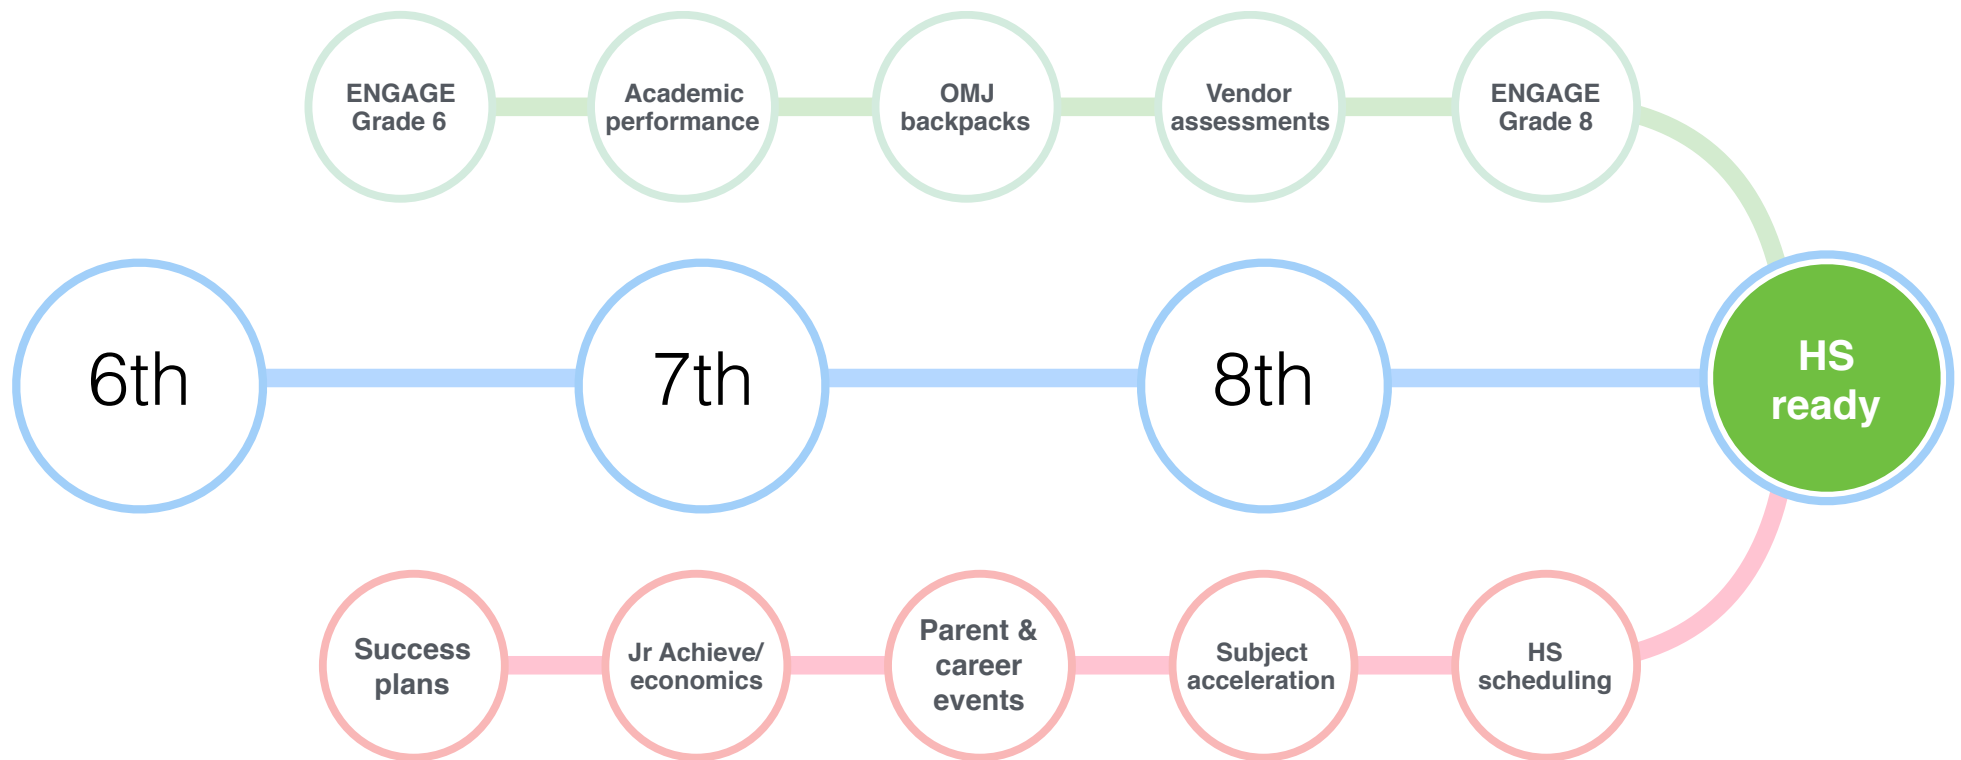 ENGAGE
Grade 6
Academic
performance
OMJ
backpacks
Vendor
assessments
ENGAGE
Grade 8
6th
7th
8th
HS
ready
Success
plans
Jr Achieve/
economics
Parent &
career
events
Subject
acceleration
HS
scheduling